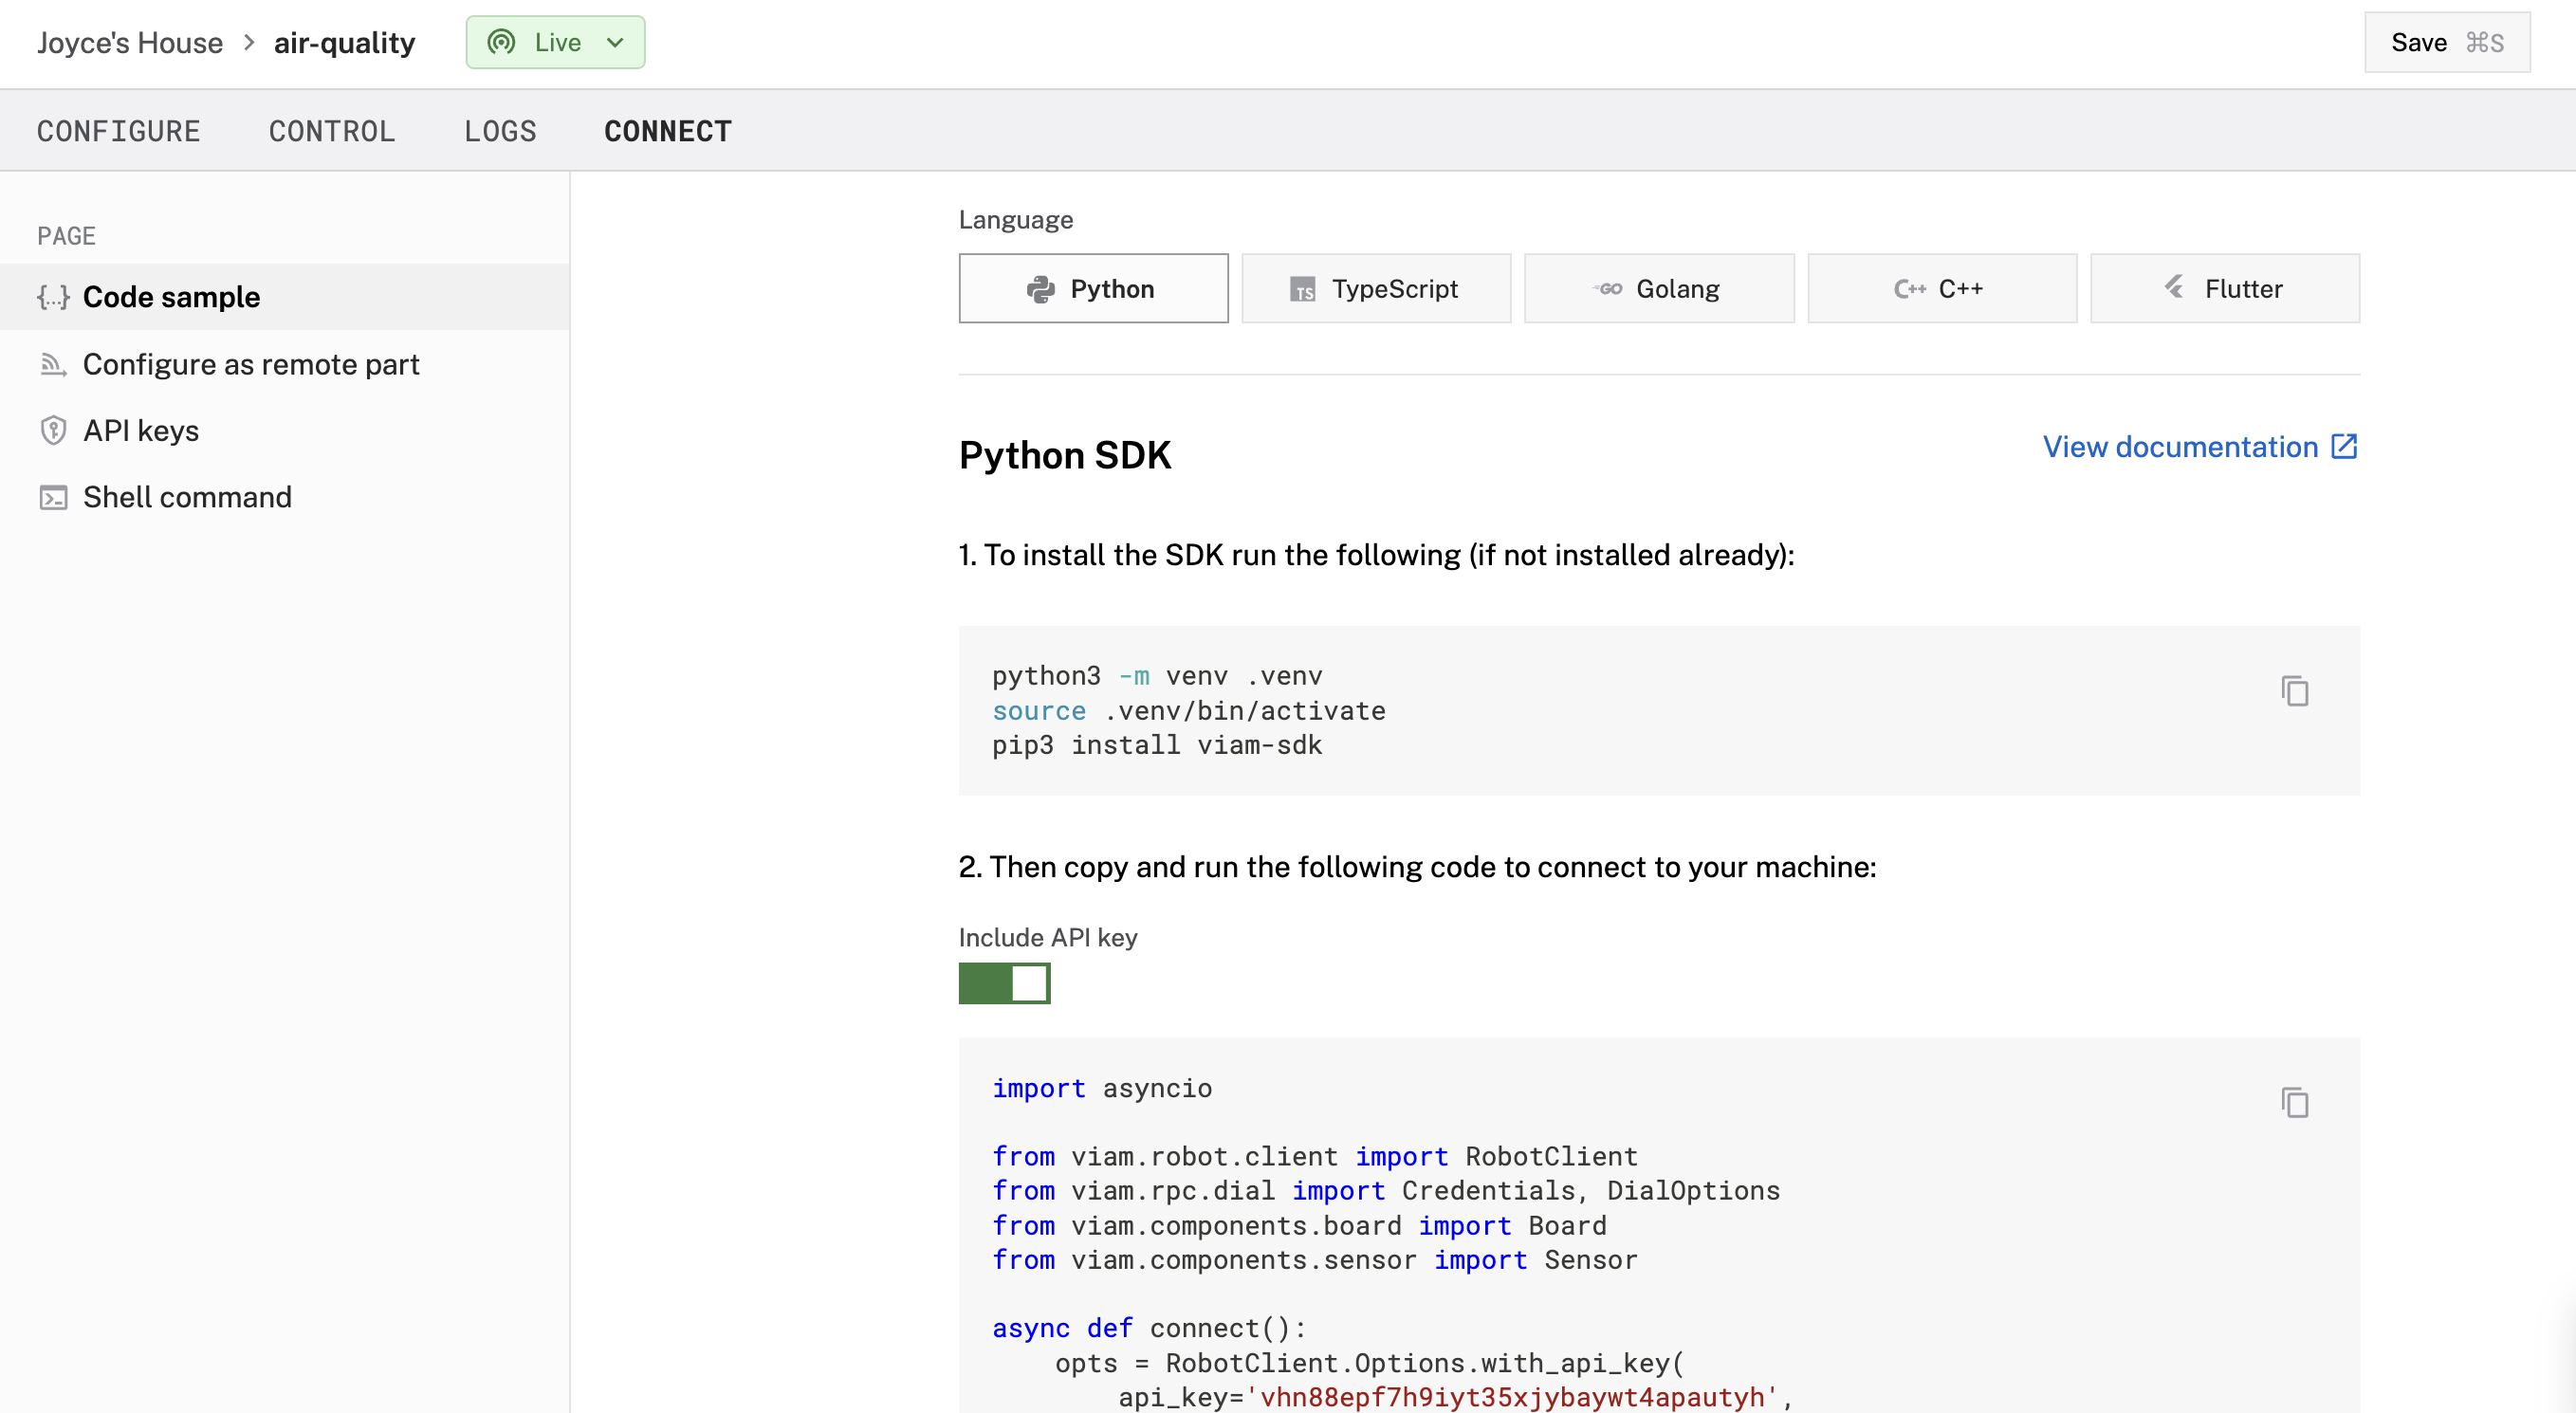 Joyce's House > air-quality Live Save ⌘S
CONFIGURE CONTROL LOGS CONNECT
PAGE
{...} Code sample
Configure as remote part
API keys
Shell command
Language
Python TS TypeScript GO Golang C++ C++ Flutter
Python SDK
View documentation
1. To install the SDK run the following (if not installed already):
python3 -m venv .venv
source .venv/bin/activate
pip3 install viam-sdk
2. Then copy and run the following code to connect to your machine:
Include API key
import asyncio
from viam.robot.client import RobotClient
from viam.rpc.dial import Credentials, DialOptions
from viam.components.board import Board
from viam.components.sensor import Sensor
async def connect():
    opts = RobotClient.Options.with_api_key(
        api_key='vhn88epf7h9iyt35xjybaywt4apautyh',